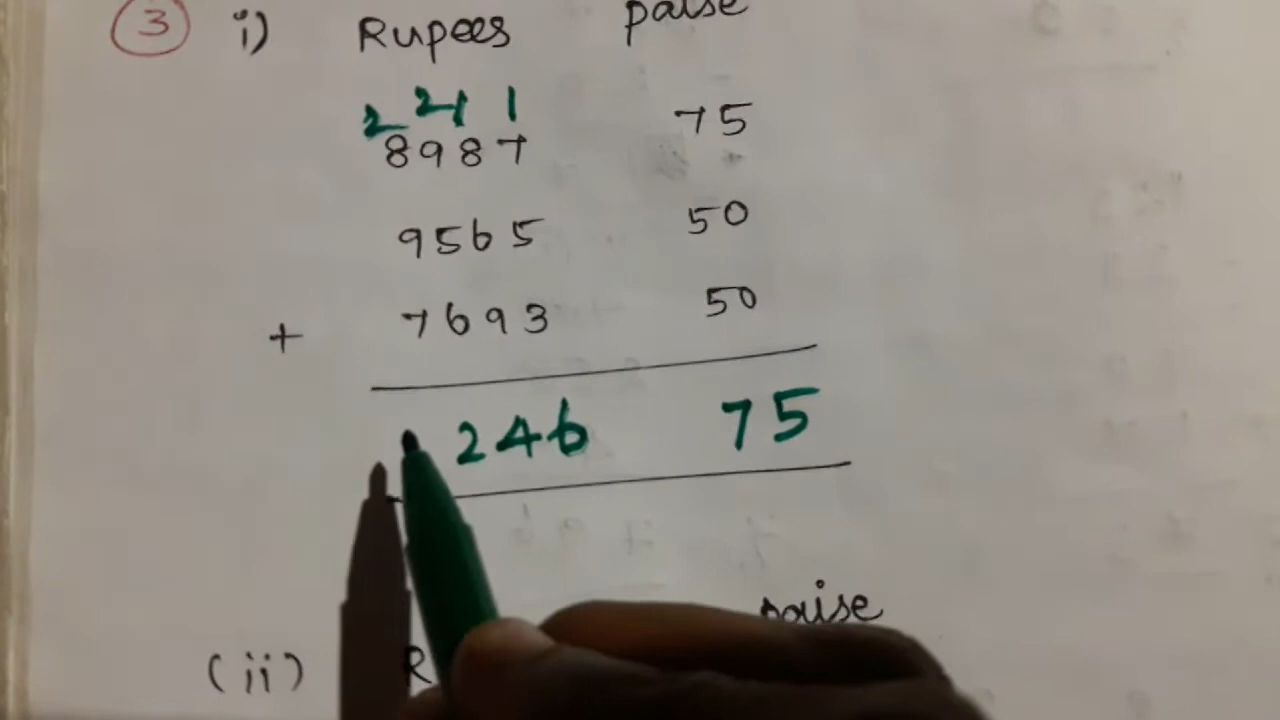 3 i) Rupees paise
2 2 1 1
8987 75
9565 50
+ 7693 50
246 75
paise
(ii) R